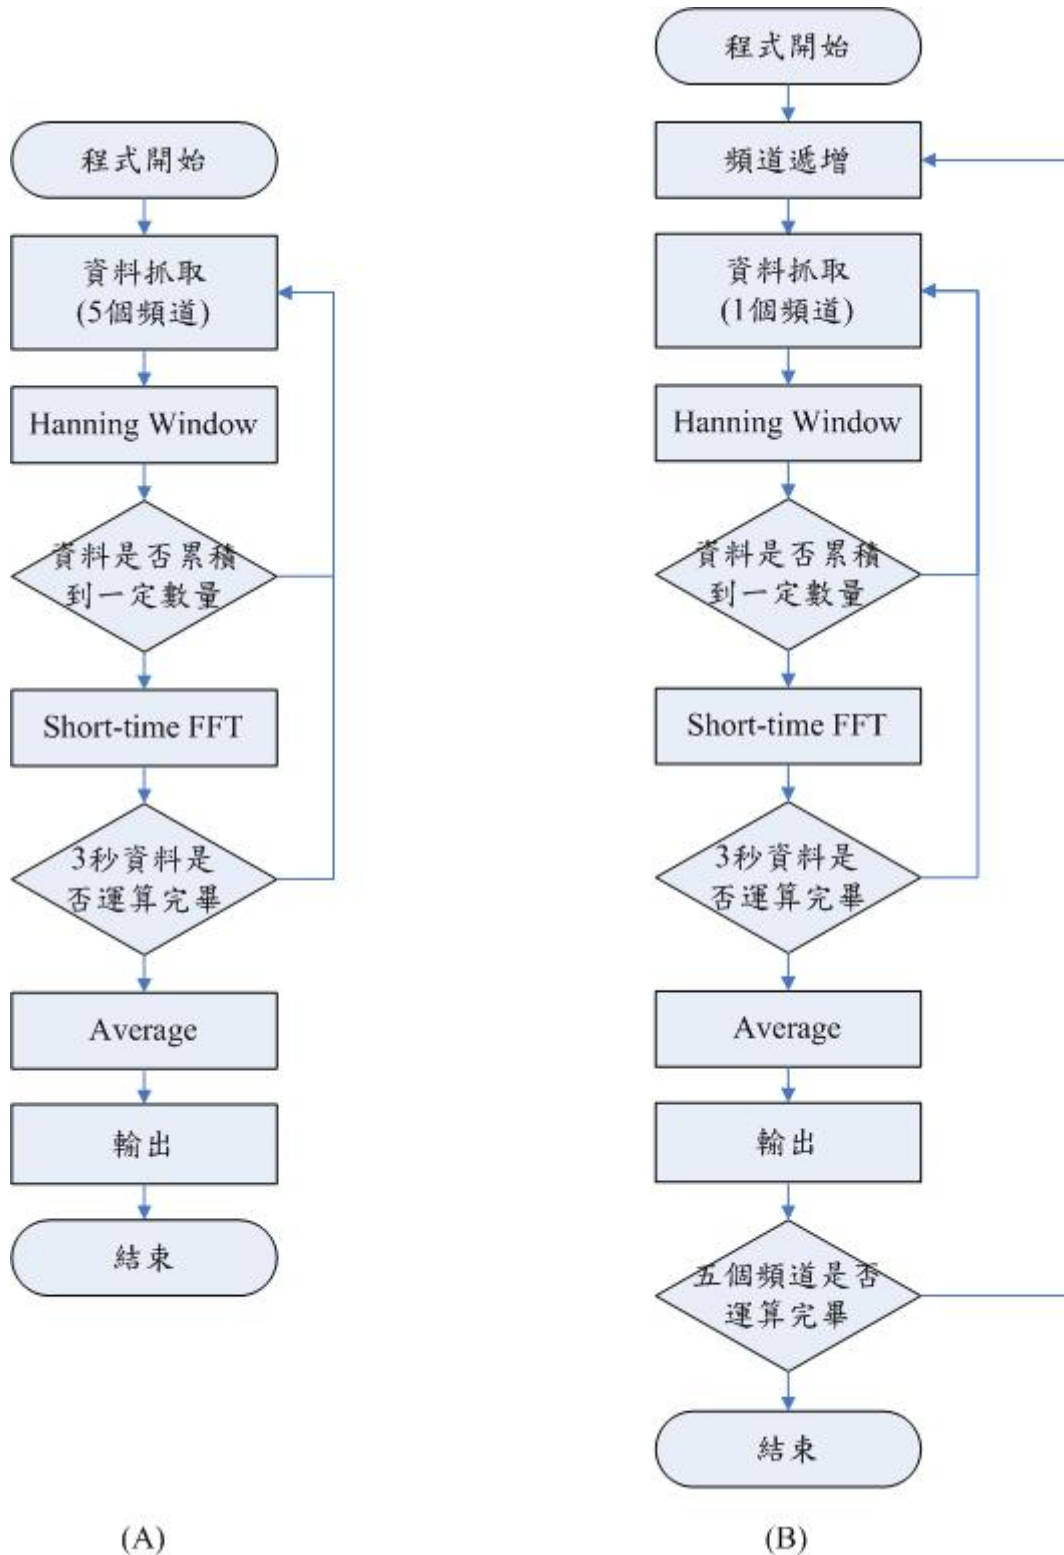 程式開始
資料抓取
(5個頻道)
Hanning Window
資料是否累積
到一定數量
Short-time FFT
3秒資料是
否運算完畢
Average
輸出
結束
(A)
程式開始
頻道遞增
資料抓取
(1個頻道)
Hanning Window
資料是否累積
到一定數量
Short-time FFT
3秒資料是
否運算完畢
Average
輸出
五個頻道是否
運算完畢
結束
(B)